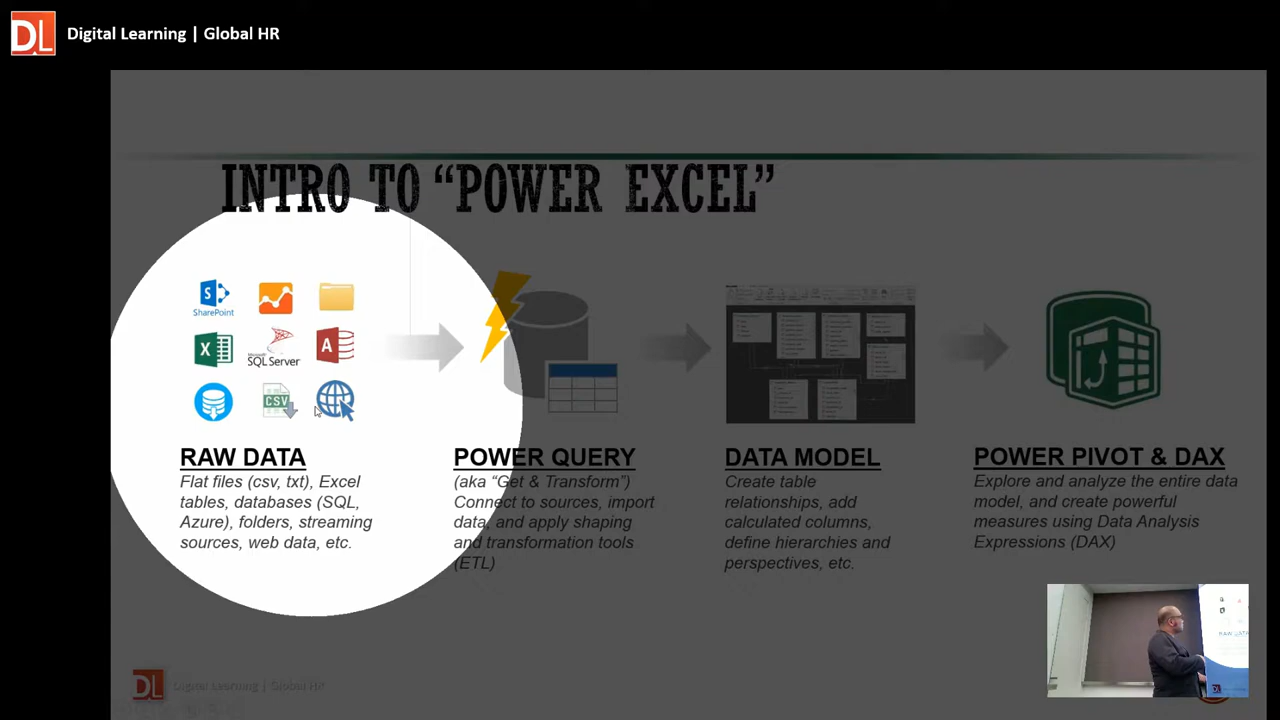 DL Digital Learning | Global HR
INTRO TO “POWER EXCEL”
SharePoint
Microsoft
SQL Server
X
A
CSV
RAW DATA
Flat files (csv, txt), Excel
tables, databases (SQL,
Azure), folders, streaming
sources, web data, etc.
POWER QUERY
(aka “Get & Transform”)
Connect to sources, import
data, and apply shaping
and transformation tools
(ETL)
DATA MODEL
Create table
relationships, add
calculated columns,
define hierarchies and
perspectives, etc.
POWER PIVOT & DAX
Explore and analyze the entire data
model, and create powerful
measures using Data Analysis
Expressions (DAX)
RAW DATA
DL Digital Learning | Global HR